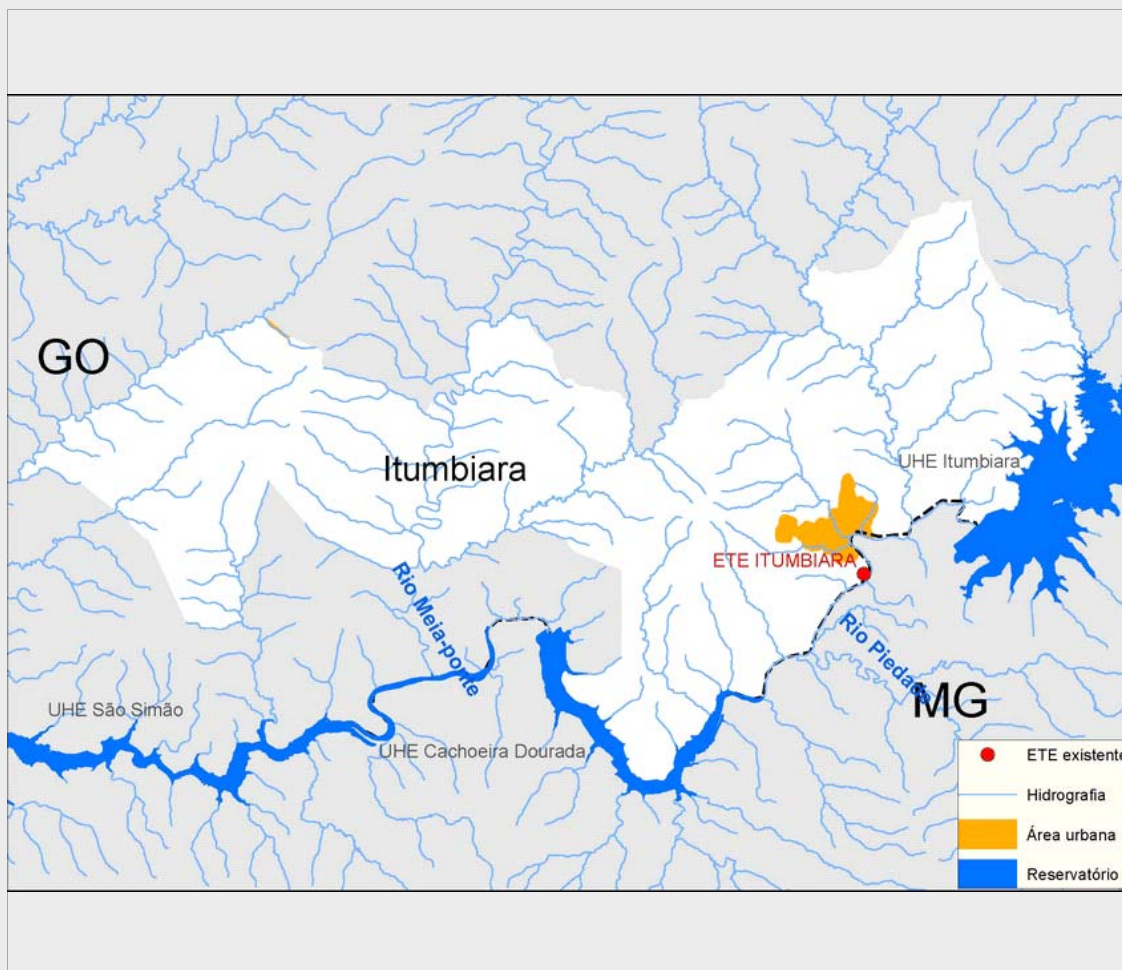 GO
Itumbiara
UHE Itumbiara
ETE ITUMBIARA
Rio Meia-ponte
Rio Piedade
MG
UHE São Simão
UHE Cachoeira Dourada
ETE existente
Hidrografia
Área urbana
Reservatório